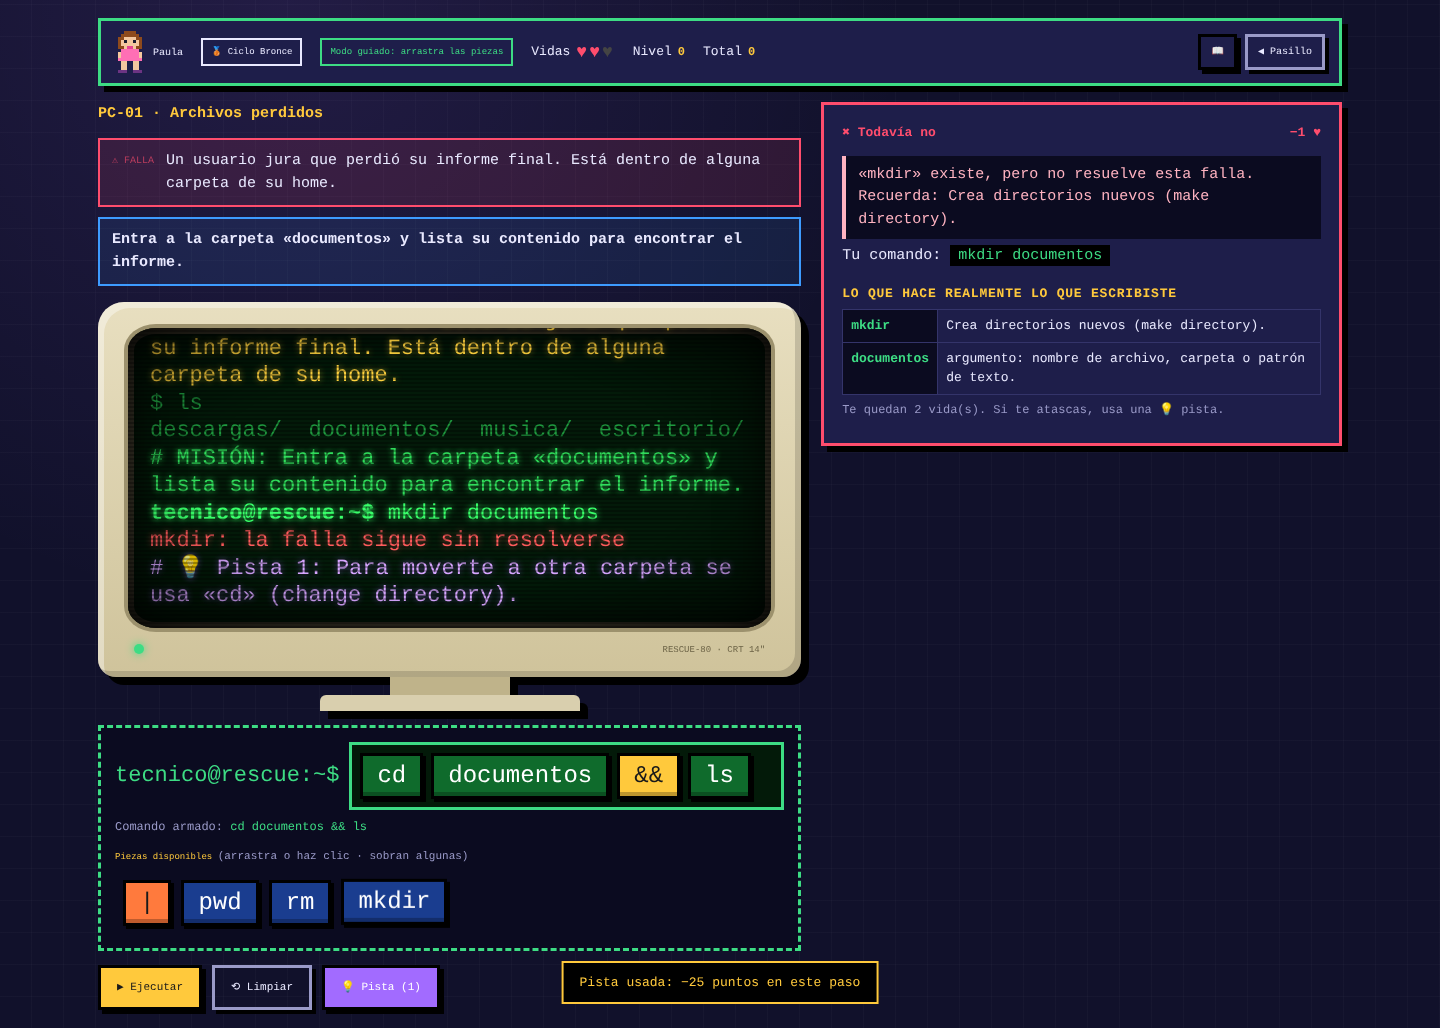 Paula
🏅 Ciclo Bronce
Modo guiado: arrastra las piezas
Vidas ♥♥♥
Nivel 0
Total 0
📖
◀ Pasillo
PC-01 · Archivos perdidos
⚠ FALLA
Un usuario jura que perdió su informe final. Está dentro de alguna
carpeta de su home.
Entra a la carpeta «documentos» y lista su contenido para encontrar el
informe.
su informe final. Está dentro de alguna
carpeta de su home.
$ ls
descargas/  documentos/  musica/  escritorio/
# MISIÓN: Entra a la carpeta «documentos» y
lista su contenido para encontrar el informe.
tecnico@rescue:~$ mkdir documentos
mkdir: la falla sigue sin resolverse
# 💡 Pista 1: Para moverte a otra carpeta se
usa «cd» (change directory).
RESCUE-80 · CRT 14"
tecnico@rescue:~$ cd documentos && ls
Comando armado: cd documentos && ls
Piezas disponibles (arrastra o haz clic · sobran algunas)
| pwd rm mkdir
▶ Ejecutar
⟲ Limpiar
💡 Pista (1)
Pista usada: −25 puntos en este paso
✖ Todavía no
−1 ♥
«mkdir» existe, pero no resuelve esta falla.
Recuerda: Crea directorios nuevos (make
directory).
Tu comando: mkdir documentos
LO QUE HACE REALMENTE LO QUE ESCRIBISTE
mkdir
Crea directorios nuevos (make directory).
documentos
argumento: nombre de archivo, carpeta o patrón
de texto.
Te quedan 2 vida(s). Si te atascas, usa una 💡 pista.